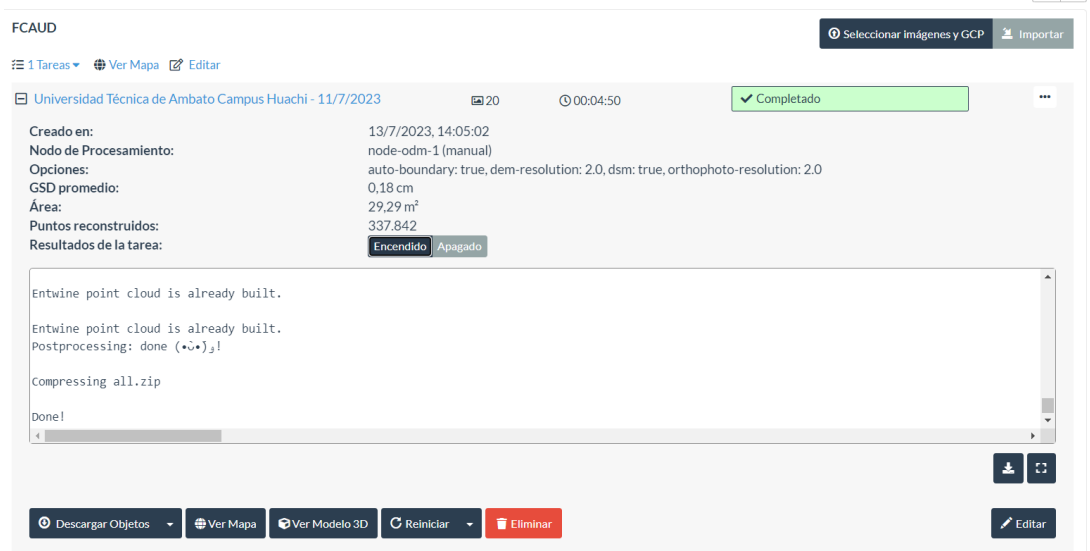 FCAUD
Seleccionar imágenes y GCP Importar
1 Tareas Ver Mapa Editar
Universidad Técnica de Ambato Campus Huachi - 11/7/2023 20 00:04:50 Completado
Creado en: 13/7/2023, 14:05:02
Nodo de Procesamiento: node-odm-1 (manual)
Opciones: auto-boundary: true, dem-resolution: 2.0, dsm: true, orthophoto-resolution: 2.0
GSD promedio: 0,18 cm
Área: 29,29 m²
Puntos reconstruidos: 337.842
Resultados de la tarea: Encendido Apagado
Entwine point cloud is already built.
Entwine point cloud is already built.
Postprocessing: done (•̀ᴗ•́)و!
Compressing all.zip
Done!
Descargar Objetos Ver Mapa Ver Modelo 3D Reiniciar Eliminar Editar